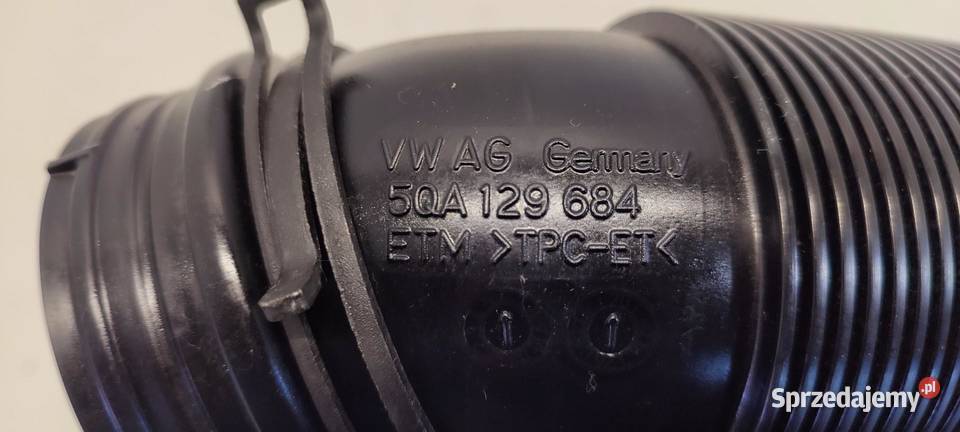 VW AG Germany
5QA 129 684
ETM >TPC-ET<
Sprzedajemy.pl